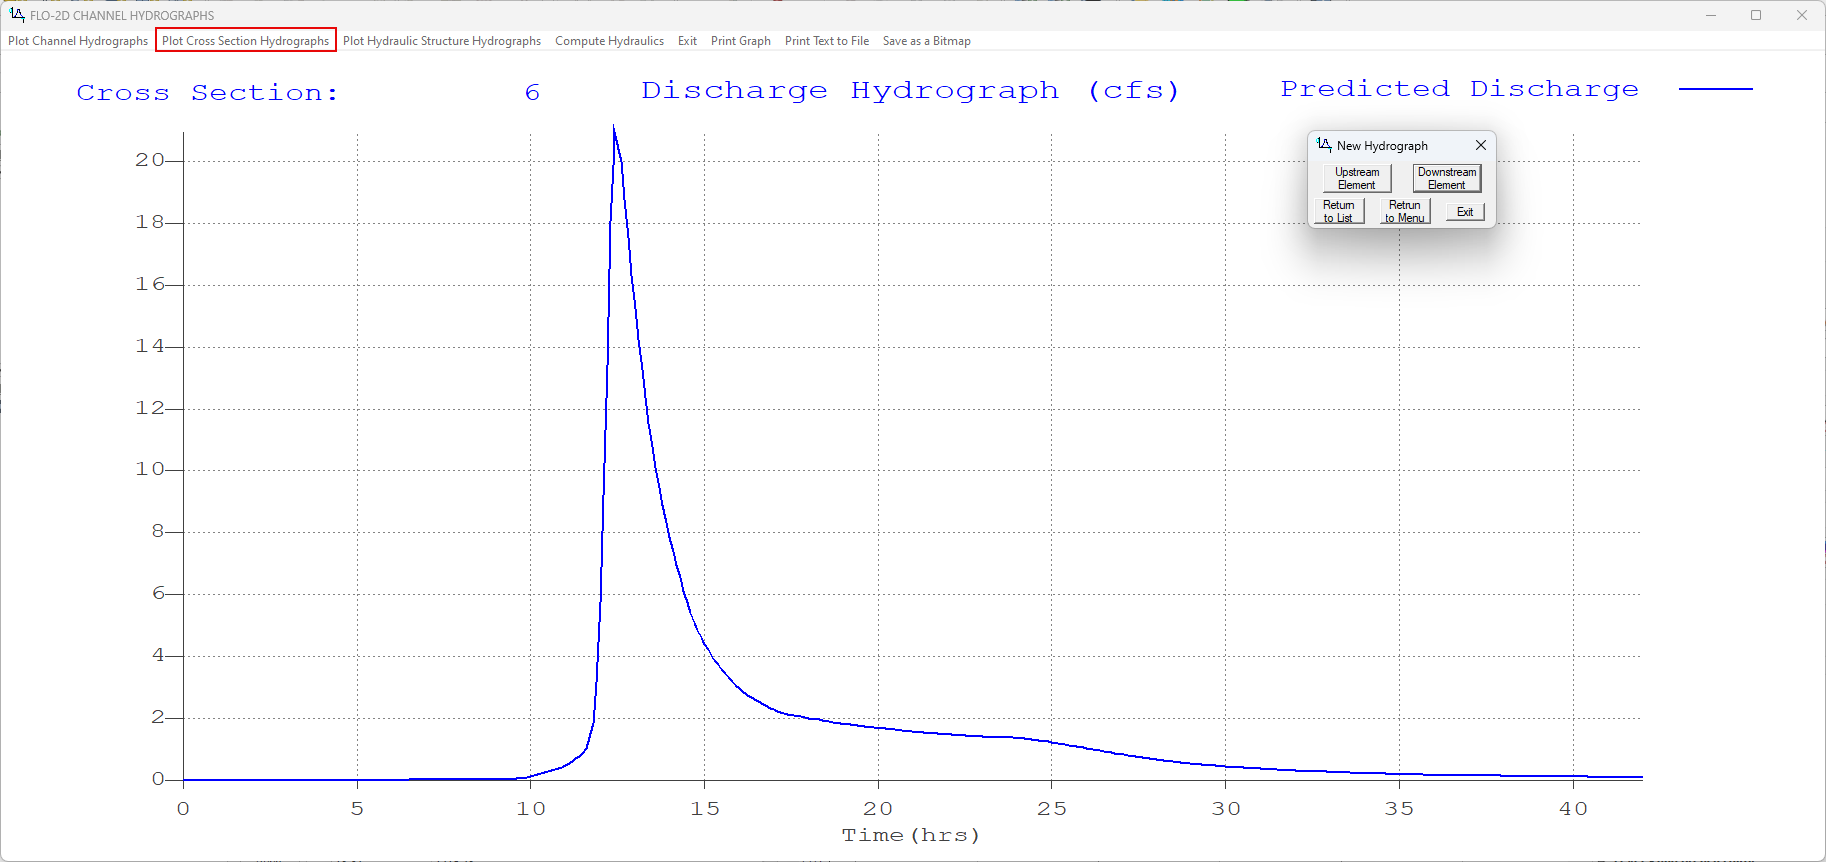 FLO-2D CHANNEL HYDROGRAPHS
Plot Channel Hydrographs Plot Cross Section Hydrographs Plot Hydraulic Structure Hydrographs Compute Hydraulics Exit Print Graph Print Text to File Save as a Bitmap
Cross Section: 6 Discharge Hydrograph (cfs) Predicted Discharge
New Hydrograph
Upstream Element
Downstream Element
Return to List
Retrun to Menu
Exit
20
18
16
14
12
10
8
6
4
2
0
0 5 10 15 20 25 30 35 40
Time(hrs)